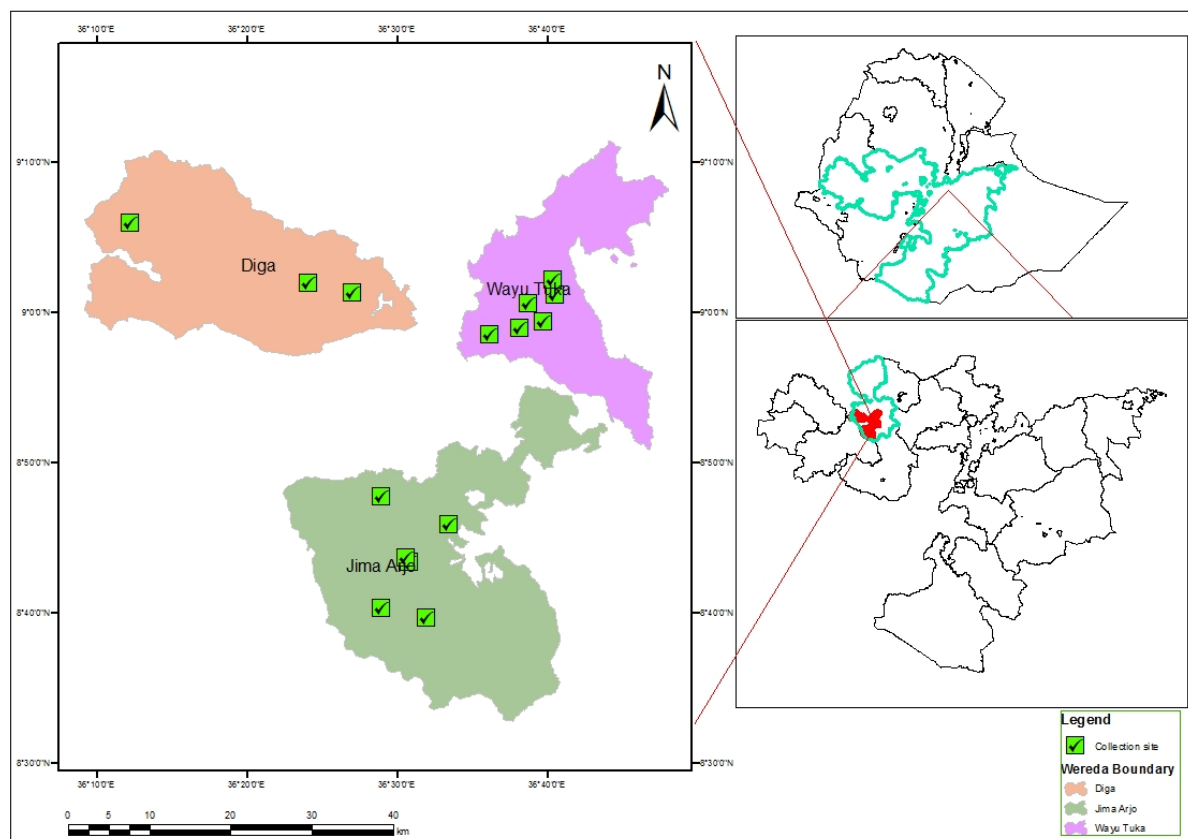 36°10'0"E 36°20'0"E 36°30'0"E 36°40'0"E
N
9°10'0"N 9°10'0"N
Diga
Wayu Tuka
9°0'0"N 9°0'0"N
8°50'0"N 8°50'0"N
Jima Arjo
8°40'0"N 8°40'0"N
8°30'0"N 8°30'0"N
36°10'0"E 36°20'0"E 36°30'0"E 36°40'0"E
0 5 10 20 30 40
km
Legend
Collection site
Wereda Boundary
Diga
Jima Arjo
Wayu Tuka